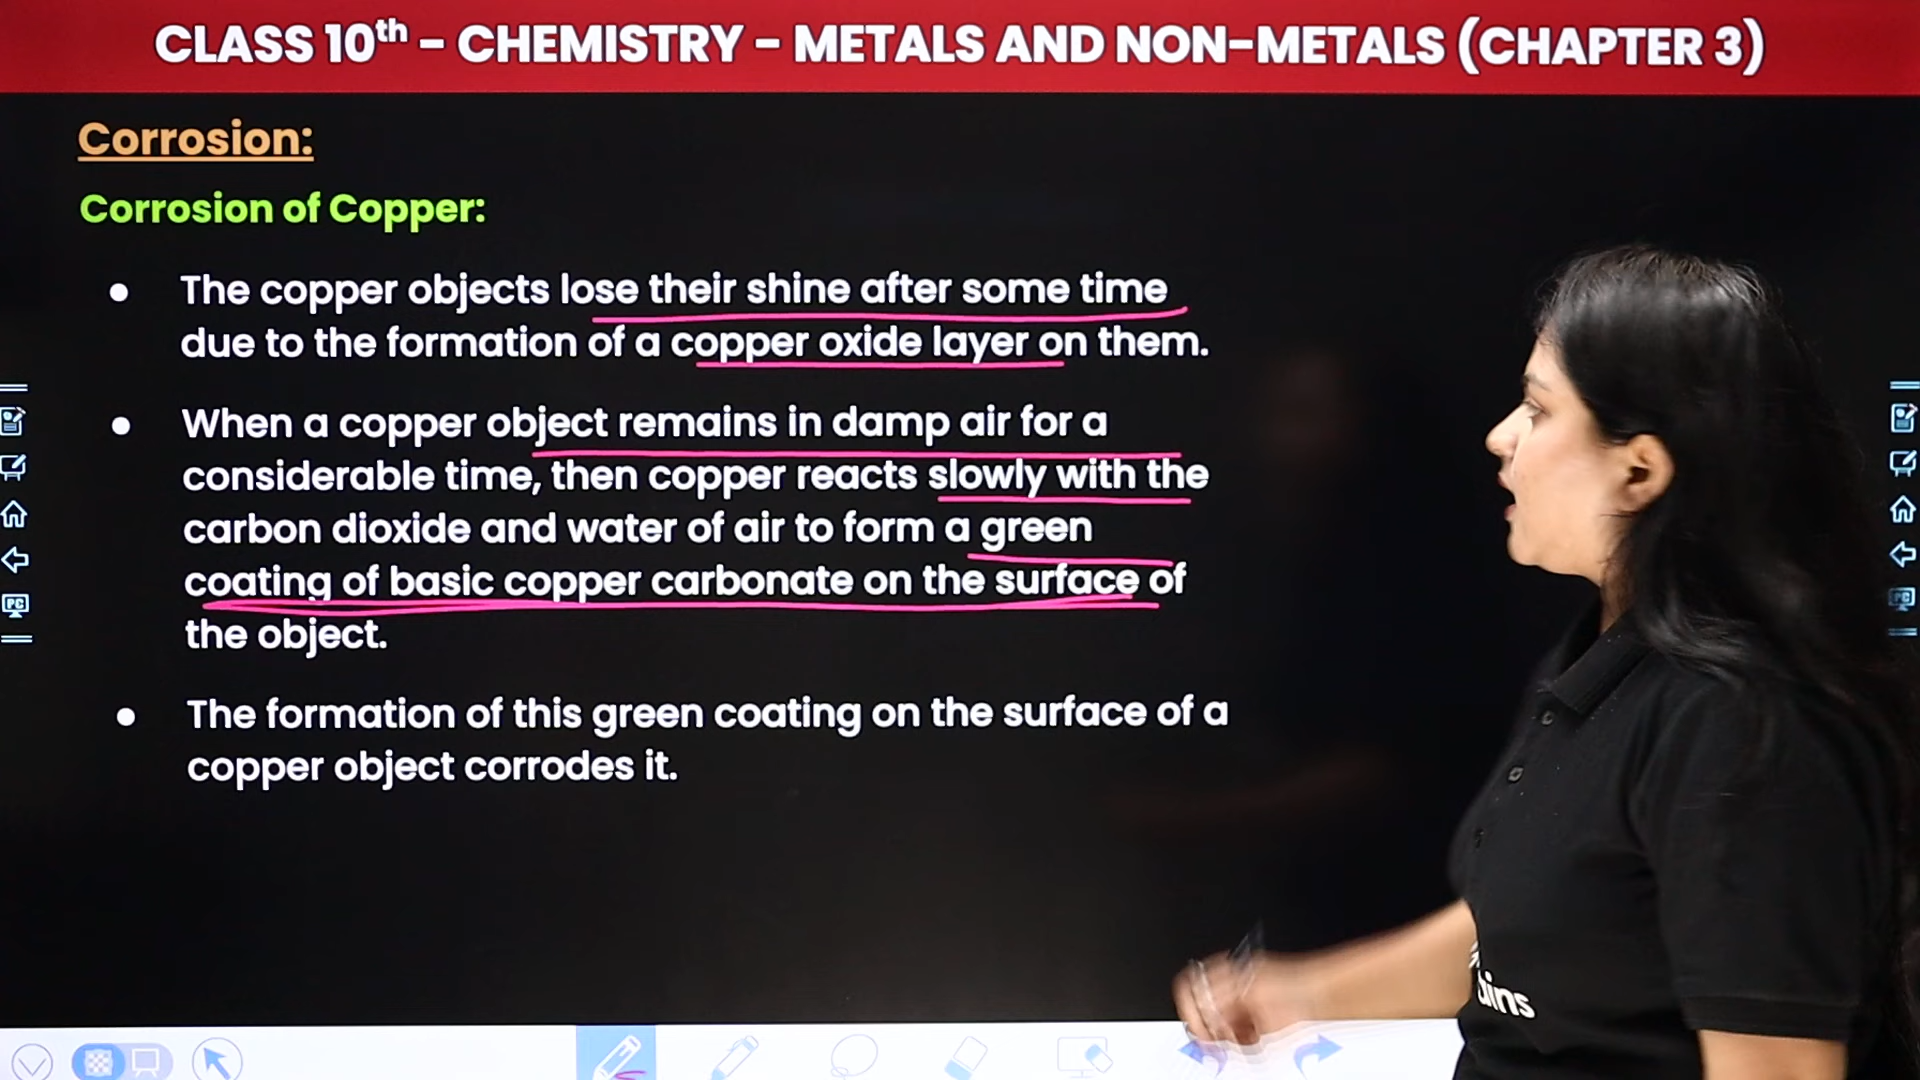 CLASS 10th - CHEMISTRY - METALS AND NON-METALS (CHAPTER 3)
Corrosion:
Corrosion of Copper:
● The copper objects lose their shine after some time
due to the formation of a copper oxide layer on them.
● When a copper object remains in damp air for a
considerable time, then copper reacts slowly with the
carbon dioxide and water of air to form a green
coating of basic copper carbonate on the surface of
the object.
● The formation of this green coating on the surface of a
copper object corrodes it.
PC
PC